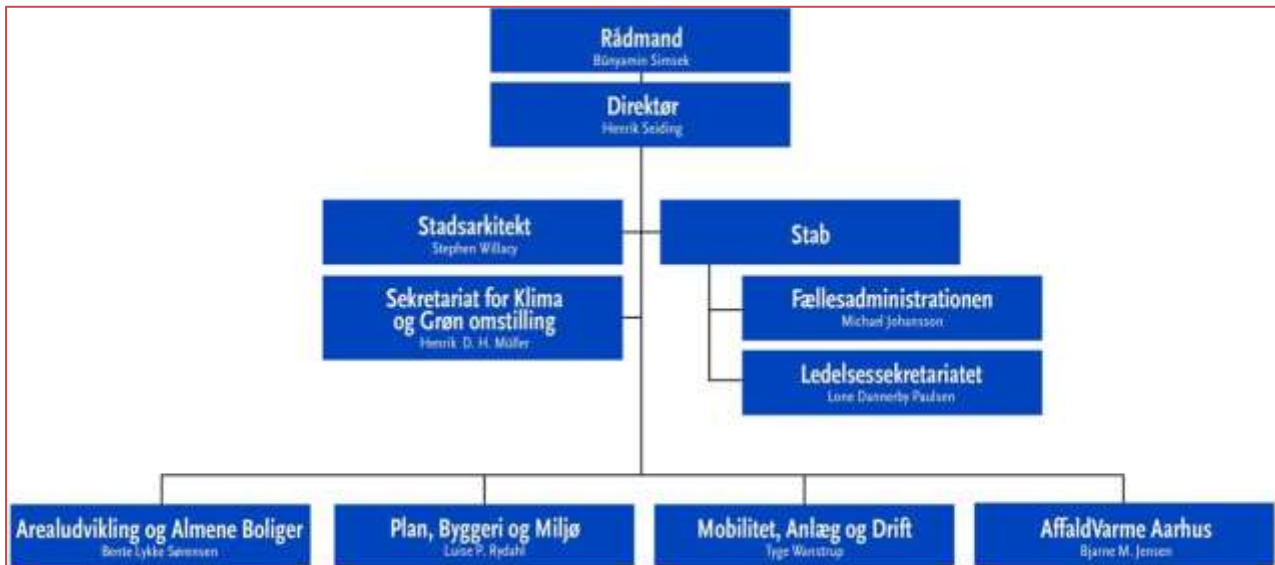 Rådmand
Bünyamin Simsek
Direktør
Henrik Seiding
Stadsarkitekt
Stephen Willacy
Stab
Sekretariat for Klima
og Grøn omstilling
Henrik D. H. Müller
Fællesadministrationen
Michael Johansson
Ledelsessekretariatet
Lone Dannerby Paulsen
Arealudvikling og Almene Boliger
Bente Lykke Sørensen
Plan, Byggeri og Miljø
Luise P. Rydahl
Mobilitet, Anlæg og Drift
Tyge Wanstrup
AffaldVarme Aarhus
Bjarne M. Jensen